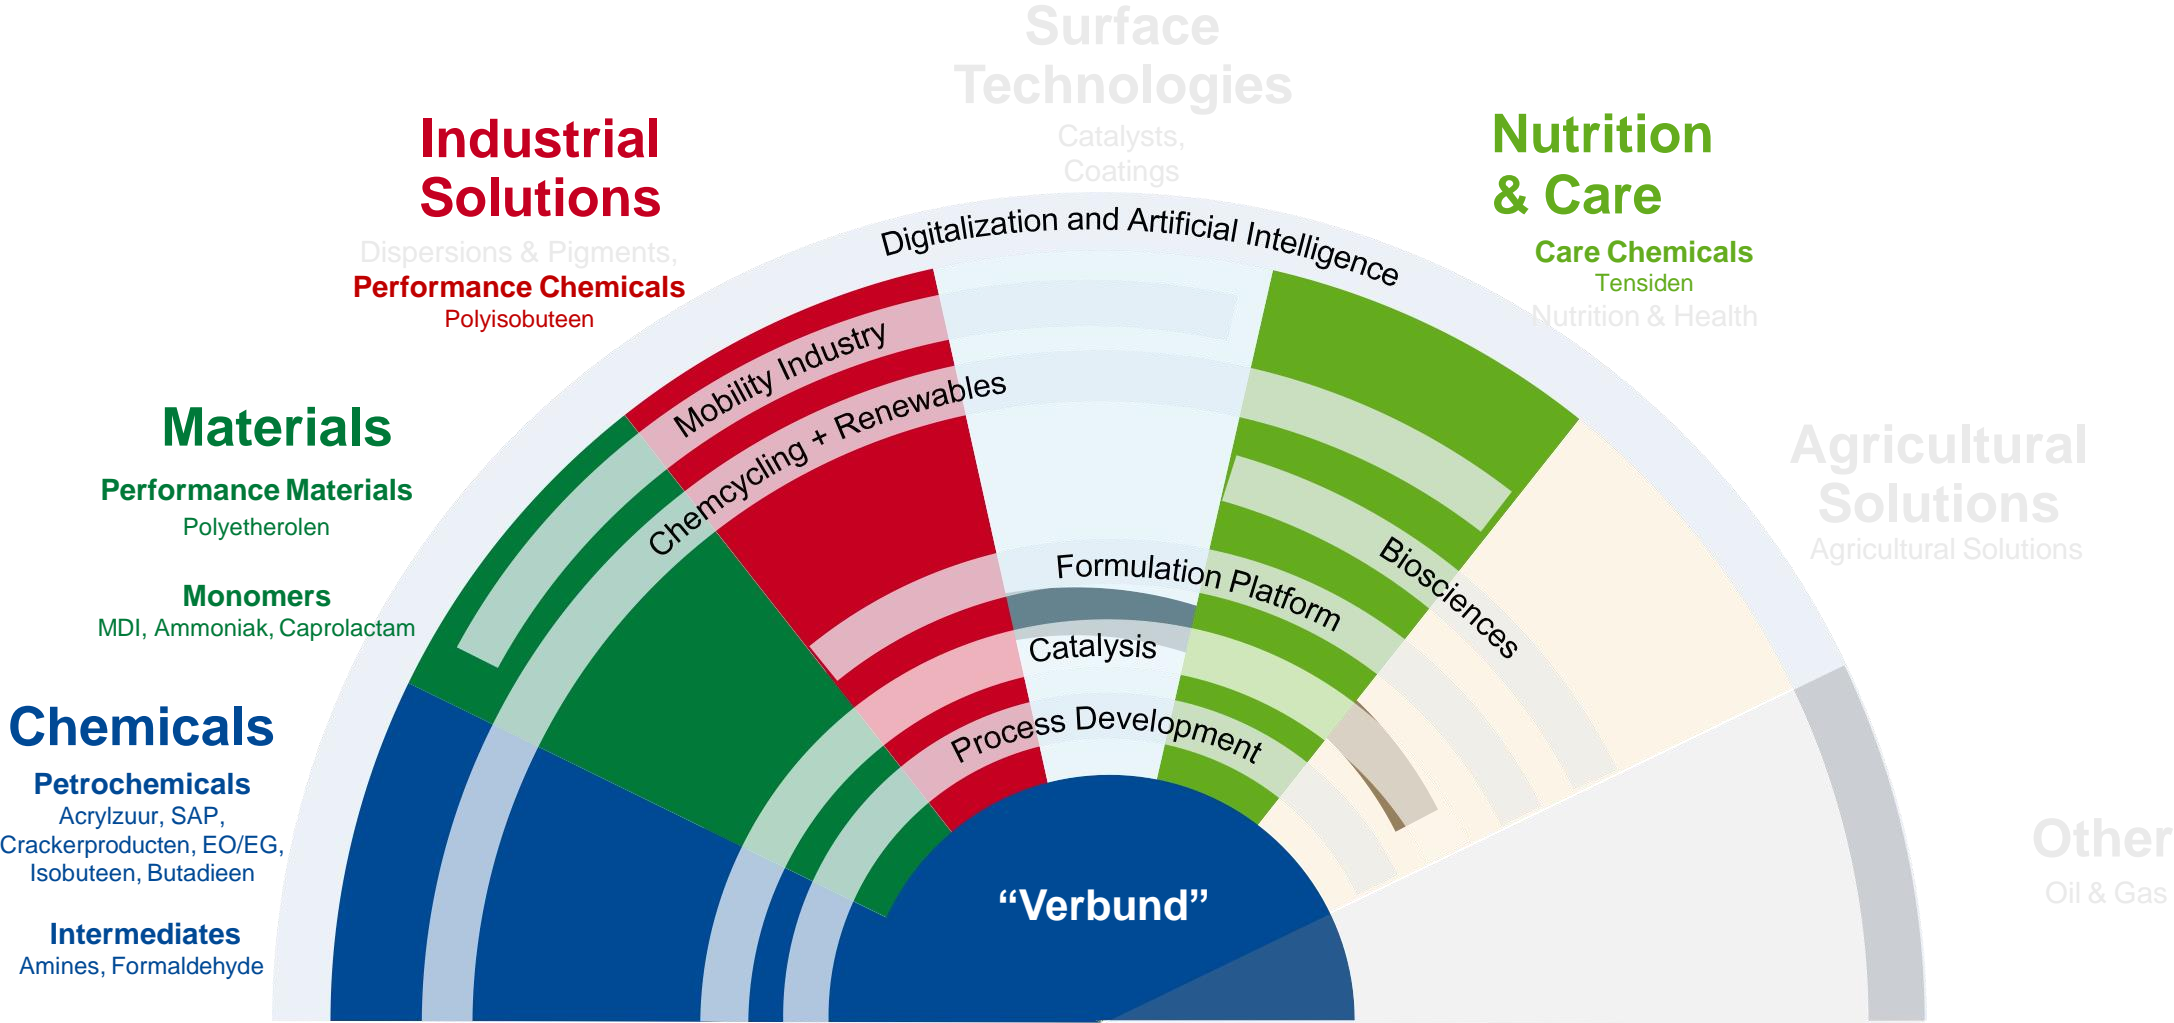 Surface
Technologies
Catalysts,
Coatings
Industrial
Solutions
Dispersions & Pigments,
Performance Chemicals
Polyisobuteen
Nutrition
& Care
Care Chemicals
Tensiden
Nutrition & Health
Materials
Performance Materials
Polyetherolen
Monomers
MDI, Ammoniak, Caprolactam
Agricultural
Solutions
Agricultural Solutions
Chemicals
Petrochemicals
Acrylzuur, SAP,
Crackerproducten, EO/EG,
Isobuteen, Butadieen
Intermediates
Amines, Formaldehyde
Other
Oil & Gas
Digitalization and Artificial Intelligence
Mobility Industry
Chemcycling + Renewables
Biosciences
Formulation Platform
Catalysis
Process Development
“Verbund”